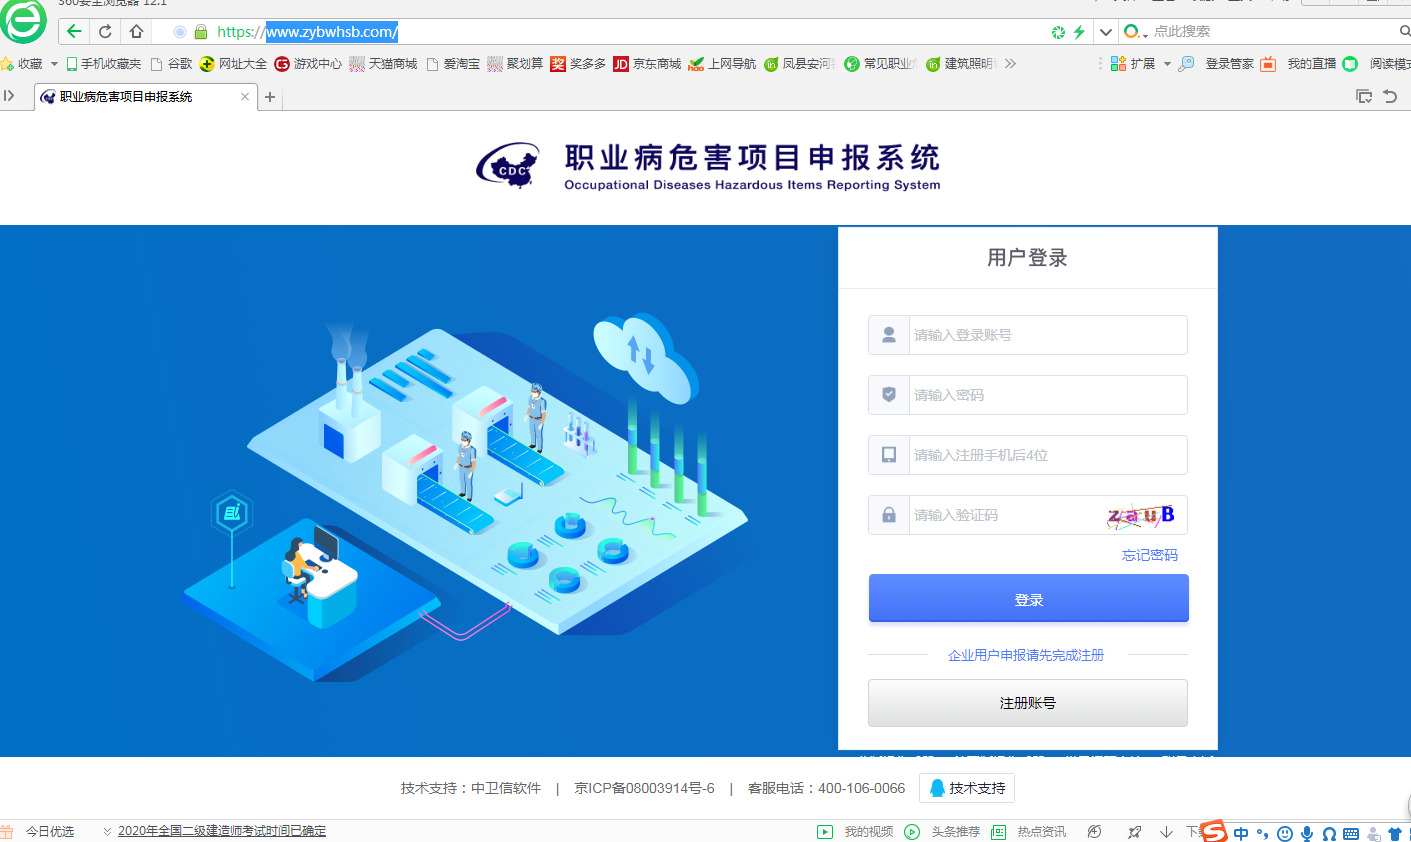 360安全浏览器 12.1
https://www.zybwhsb.com/
点此搜索
收藏 手机收藏夹 谷歌 网址大全 游戏中心 天猫商城 爱淘宝 聚划算 奖多多 京东商城 上网导航 凤县安河 常见职业 建筑照明 扩展 登录管家 我的直播 阅读模式
职业病危害项目申报系统
CDC
职业病危害项目申报系统
Occupational Diseases Hazardous Items Reporting System
用户登录
请输入登录账号
请输入密码
请输入注册手机后4位
请输入验证码 zauB
忘记密码
登录
企业用户申报请先完成注册
注册账号
技术支持：中卫信软件 | 京ICP备08003914号-6 | 客服电话：400-106-0066 技术支持
今日优选 2020年全国二级建造师考试时间已确定 我的视频 头条推荐 热点资讯 中